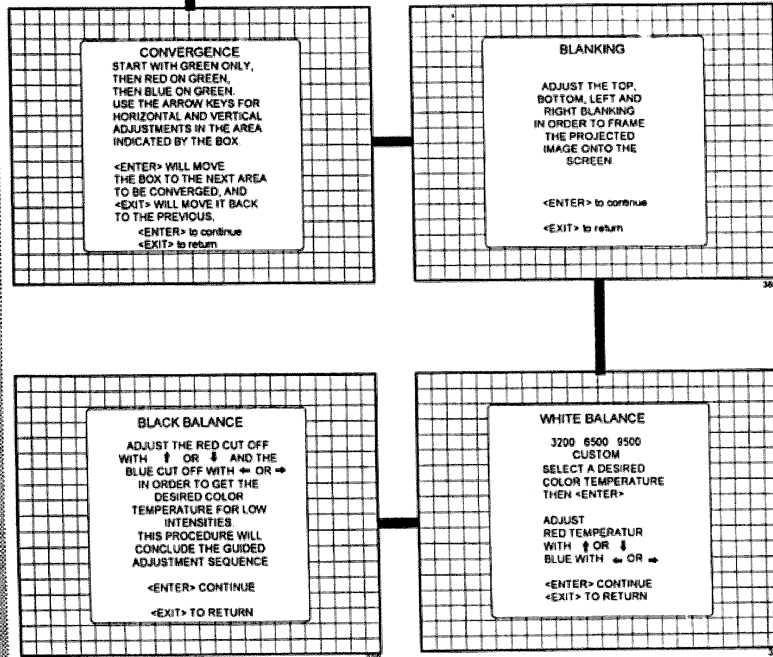 CONVERGENCE
START WITH GREEN ONLY,
THEN RED ON GREEN,
THEN BLUE ON GREEN.
USE THE ARROW KEYS FOR
HORIZONTAL AND VERTICAL
ADJUSTMENTS IN THE AREA
INDICATED BY THE BOX.
<ENTER> WILL MOVE
THE BOX TO THE NEXT AREA
TO BE CONVERGED, AND
<EXIT> WILL MOVE IT BACK
TO THE PREVIOUS.
<ENTER> to continue
<EXIT> to return
BLANKING
ADJUST THE TOP,
BOTTOM, LEFT AND
RIGHT BLANKING
IN ORDER TO FRAME
THE PROJECTED
IMAGE ONTO THE
SCREEN.
<ENTER> to continue
<EXIT> to return
BLACK BALANCE
ADJUST THE RED CUT OFF
WITH ↑ OR ↓ AND THE
BLUE CUT OFF WITH ← OR →
IN ORDER TO GET THE
DESIRED COLOR
TEMPERATURE FOR LOW
INTENSITIES.
THIS PROCEDURE WILL
CONCLUDE THE GUIDED
ADJUSTMENT SEQUENCE
<ENTER> CONTINUE
<EXIT> TO RETURN
WHITE BALANCE
3200 6500 9500
CUSTOM
SELECT A DESIRED
COLOR TEMPERATURE
THEN <ENTER>
ADJUST
RED TEMPERATUR
WITH ↑ OR ↓
BLUE WITH ← OR →
<ENTER> CONTINUE
<EXIT> TO RETURN